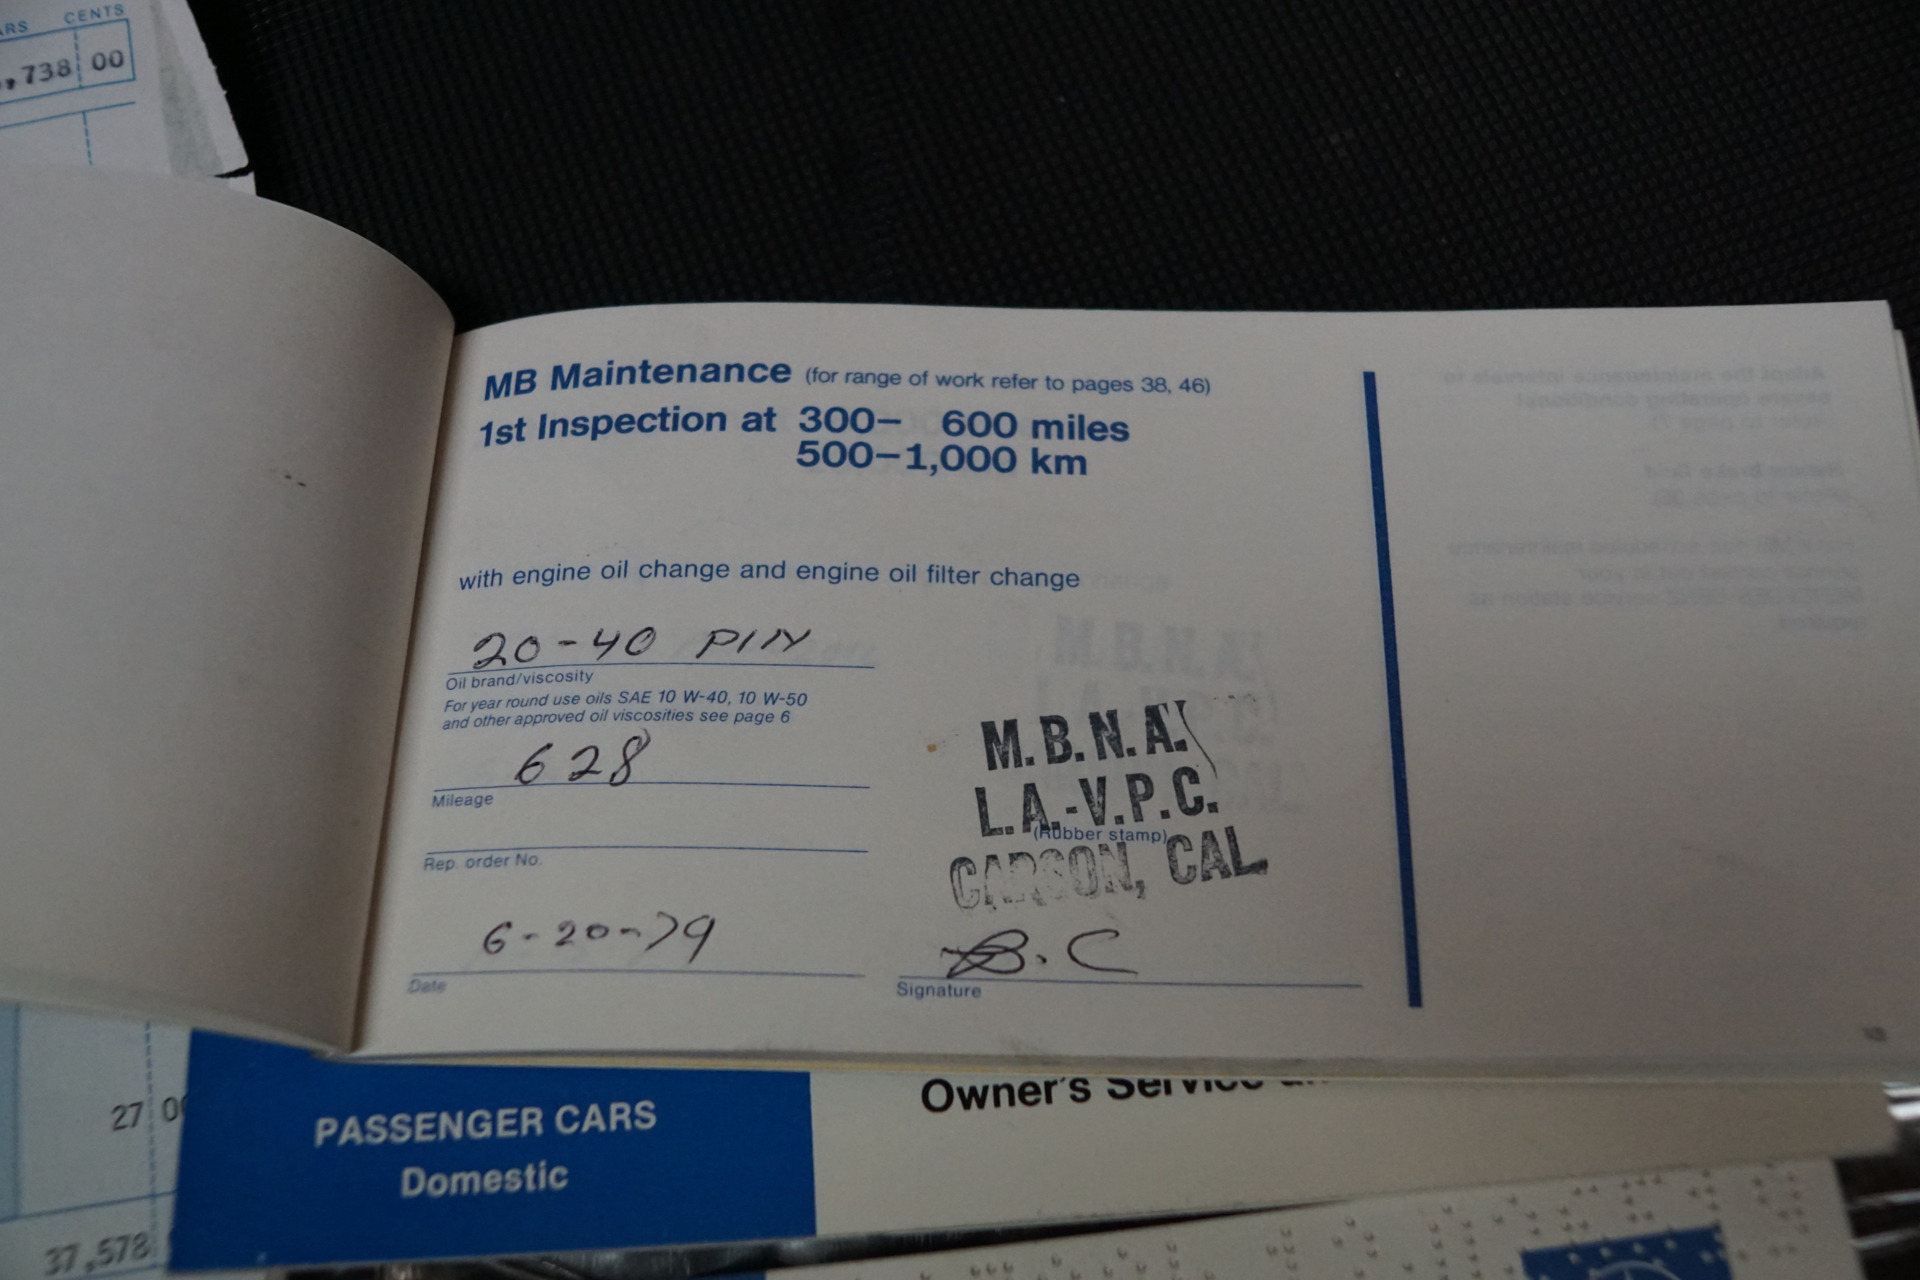 CENTS
,738 00
MB Maintenance (for range of work refer to pages 38, 46)
1st Inspection at 300– 600 miles
500–1,000 km
with engine oil change and engine oil filter change
20-40
Oil brand/viscosity
For year round use oils SAE 10 W-40, 10 W-50
and other approved oil viscosities see page 6
628
Mileage
Rep. order No.
6-20-79
Date
M.B.N.A.
L.A.-V.P.C.
(Rubber stamp)
CARSON, CAL
B.C
Signature
27 00
37,578
PASSENGER CARS
Domestic
Owner's Service